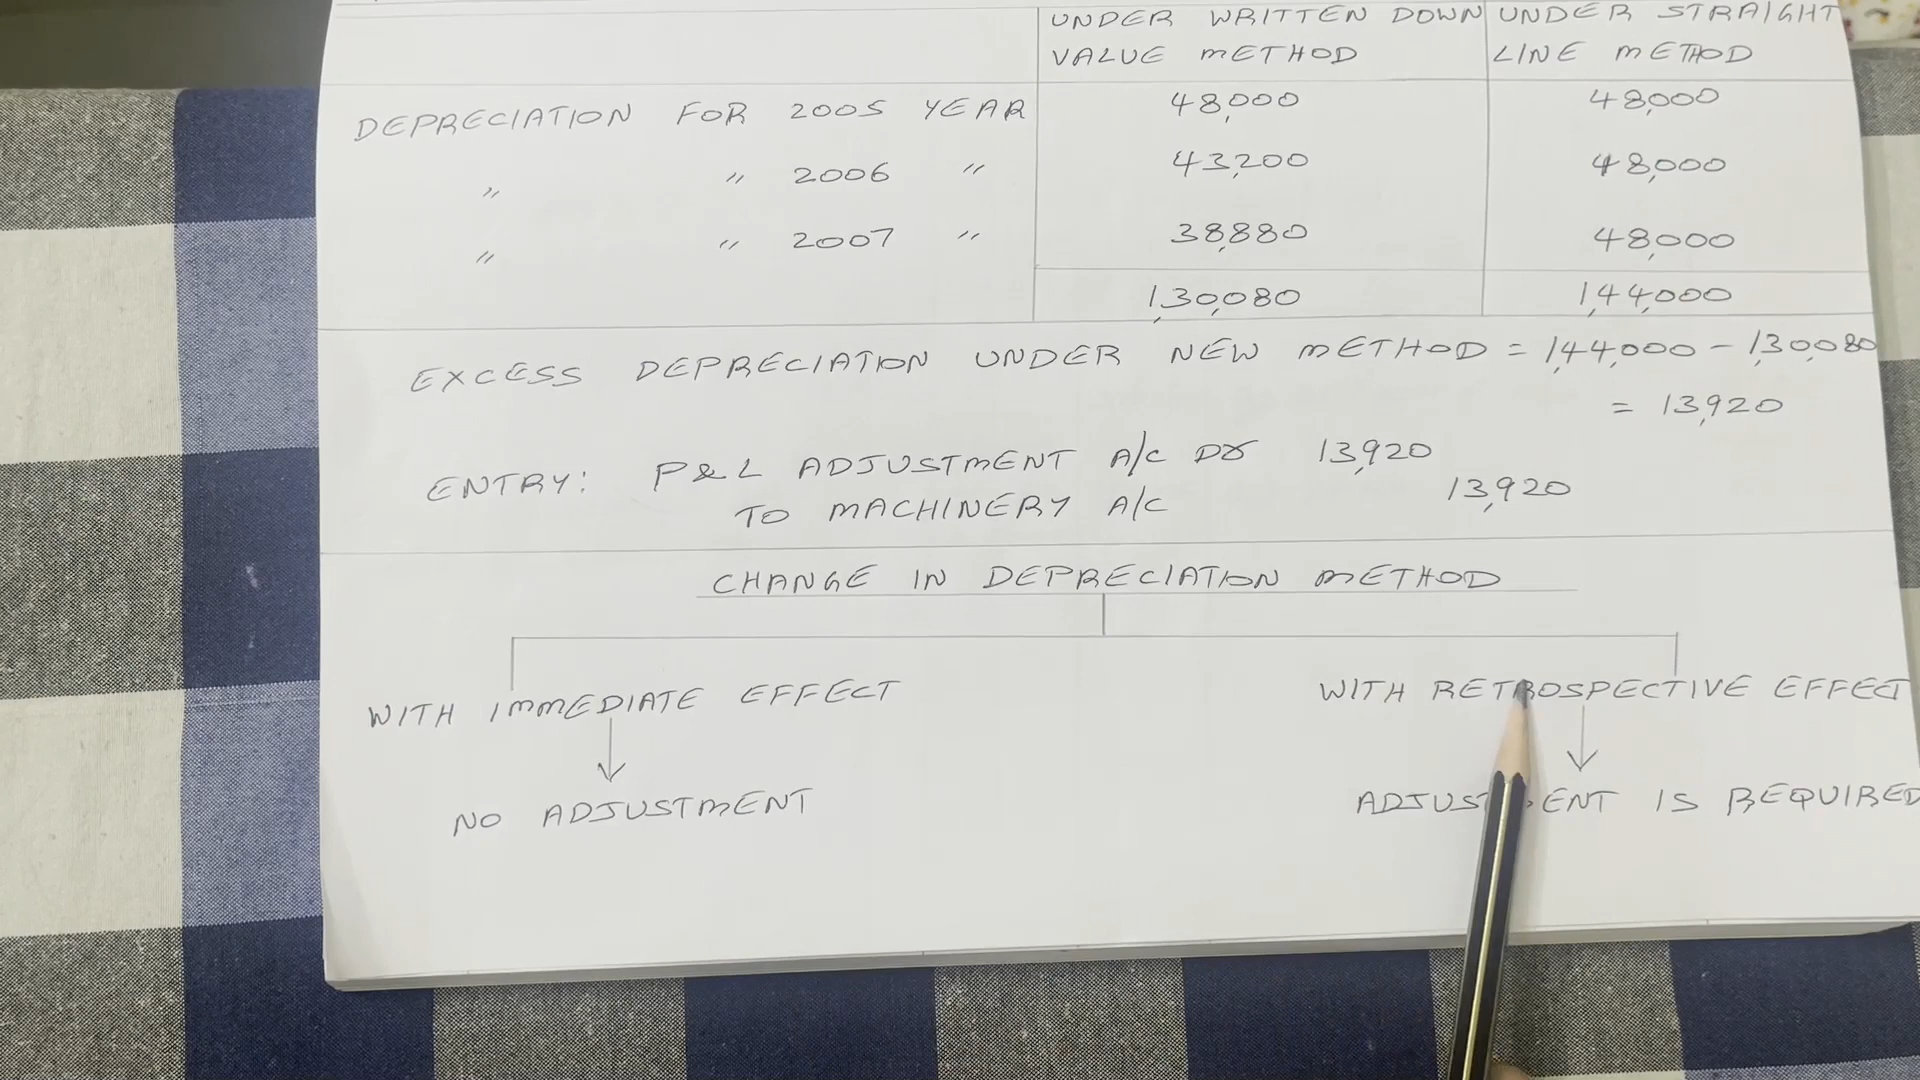 UNDER WRITTEN DOWN VALUE METHOD
UNDER STRAIGHT LINE METHOD
DEPRECIATION FOR 2005 YEAR 48,000 48,000
" " 2006 " 43,200 48,000
" " 2007 " 38,880 48,000
1,30,080 1,44,000
EXCESS DEPRECIATION UNDER NEW METHOD = 1,44,000 - 1,30,080
= 13,920
ENTRY: P&L ADJUSTMENT A/C Dr 13,920
TO MACHINERY A/C 13,920
CHANGE IN DEPRECIATION METHOD
WITH IMMEDIATE EFFECT
WITH RETROSPECTIVE EFFECT
NO ADJUSTMENT
ADJUSTMENT IS REQUIRED